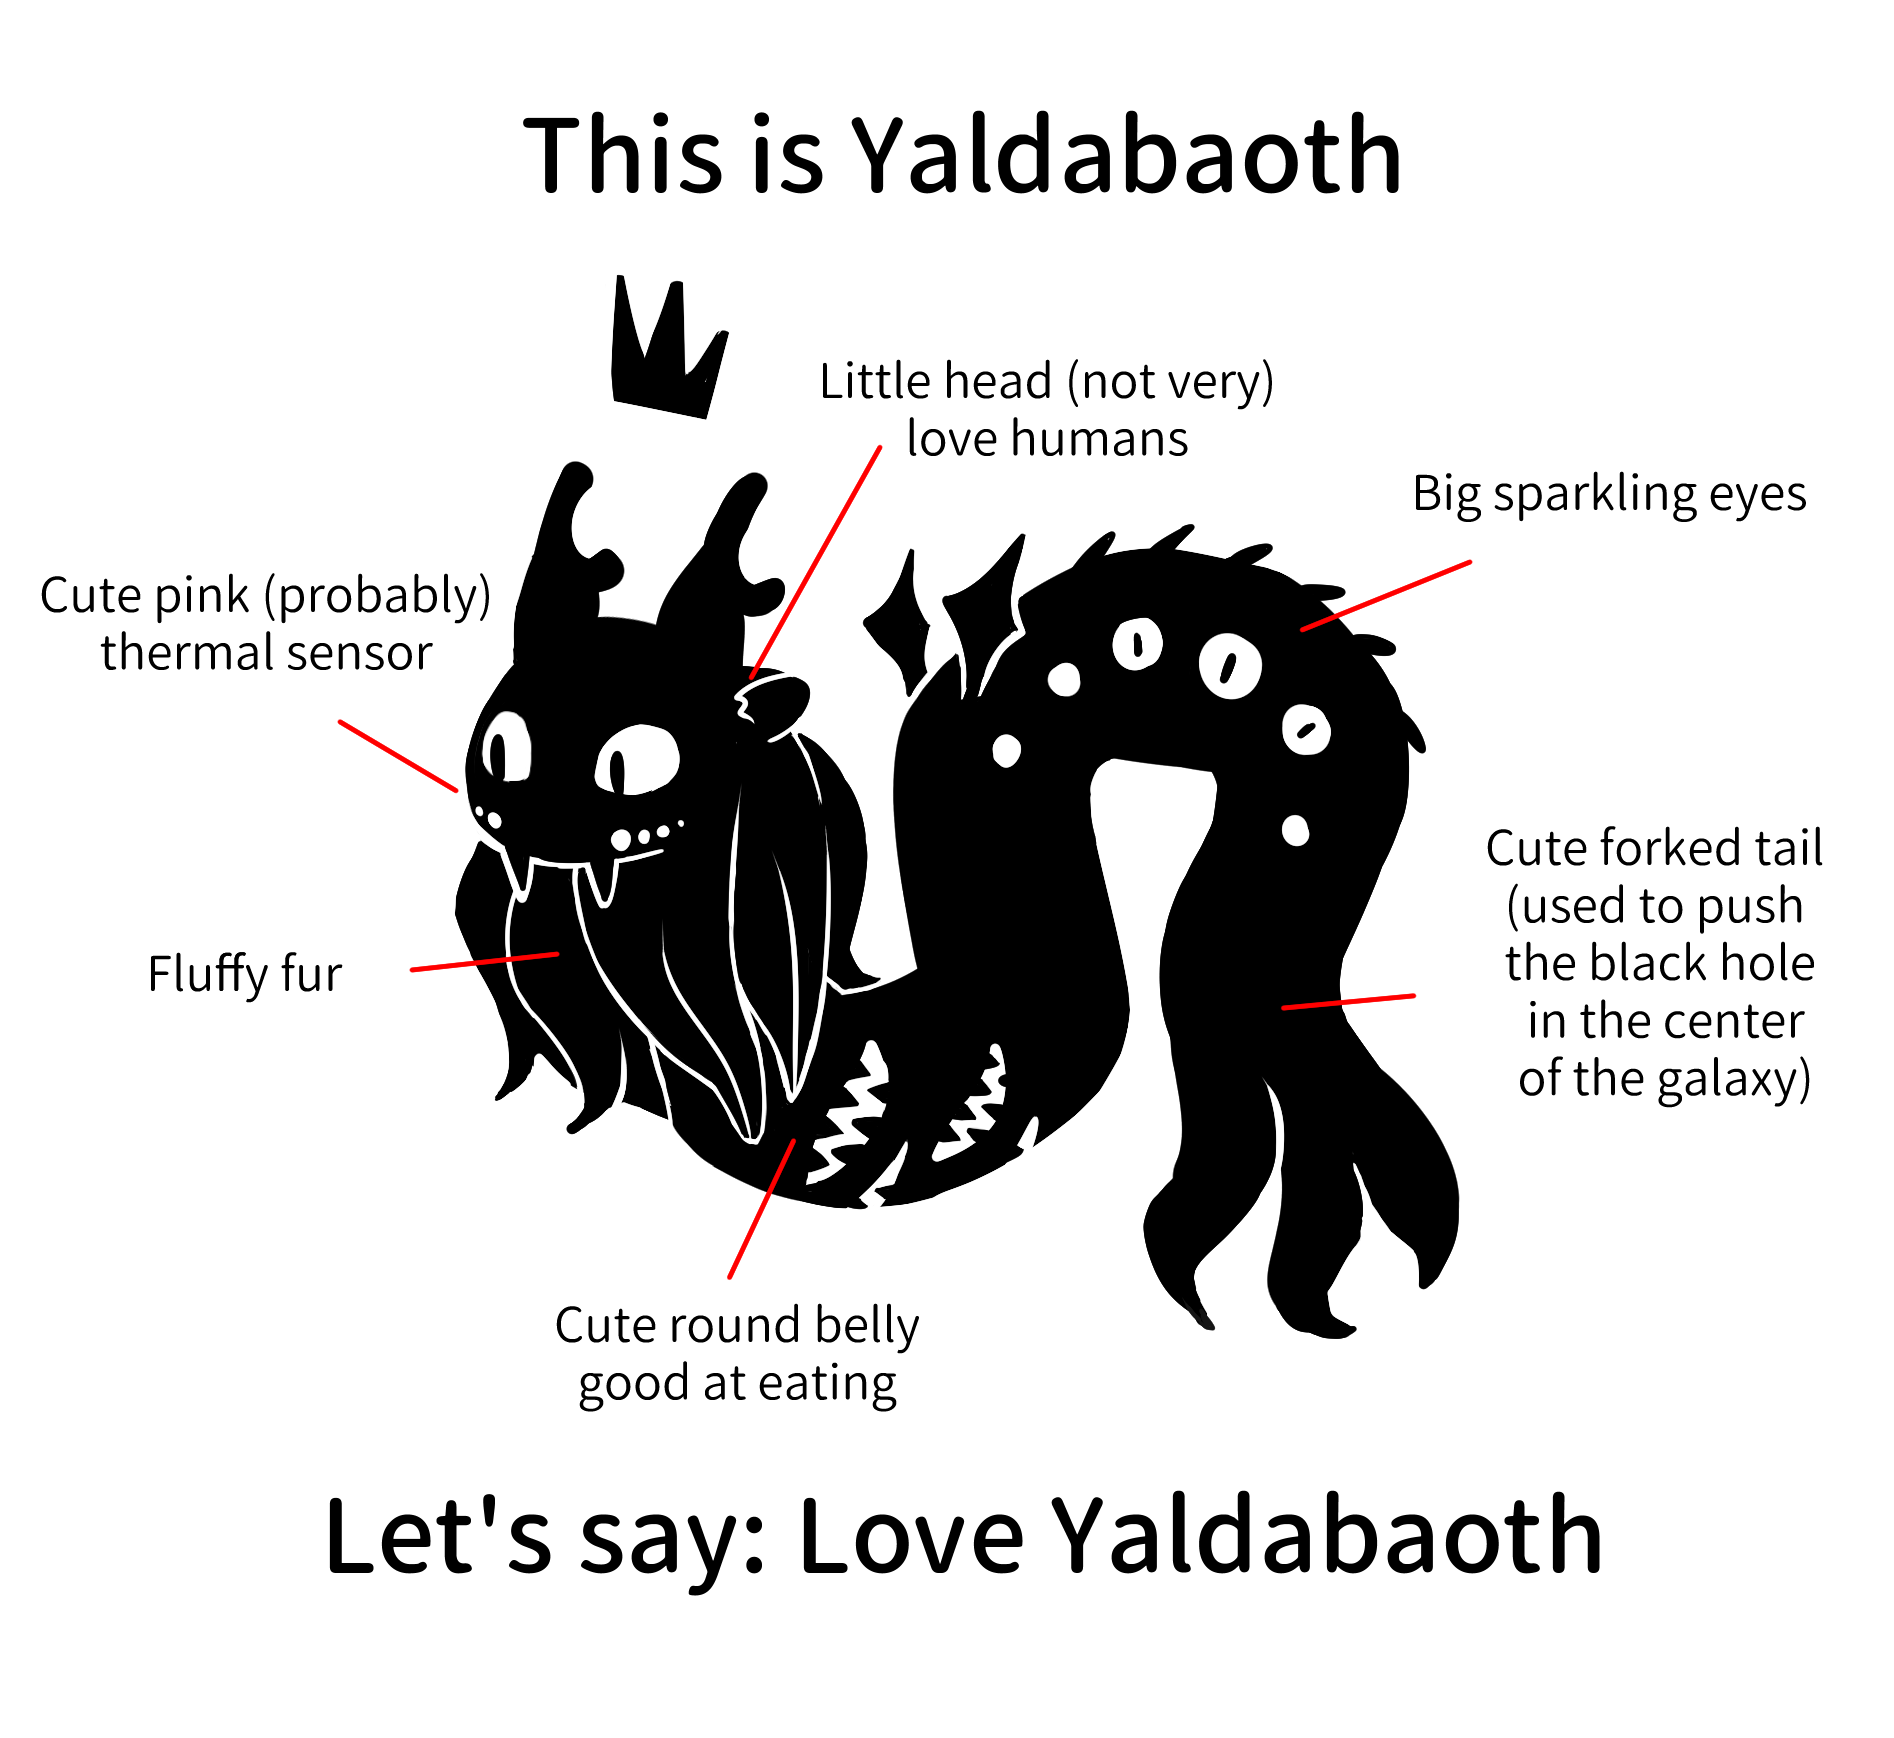 This is Yaldabaoth
Little head (not very)
love humans
Big sparkling eyes
Cute pink (probably)
thermal sensor
Cute forked tail
(used to push
the black hole
in the center
of the galaxy)
Fluffy fur
Cute round belly
good at eating
Let's say: Love Yaldabaoth